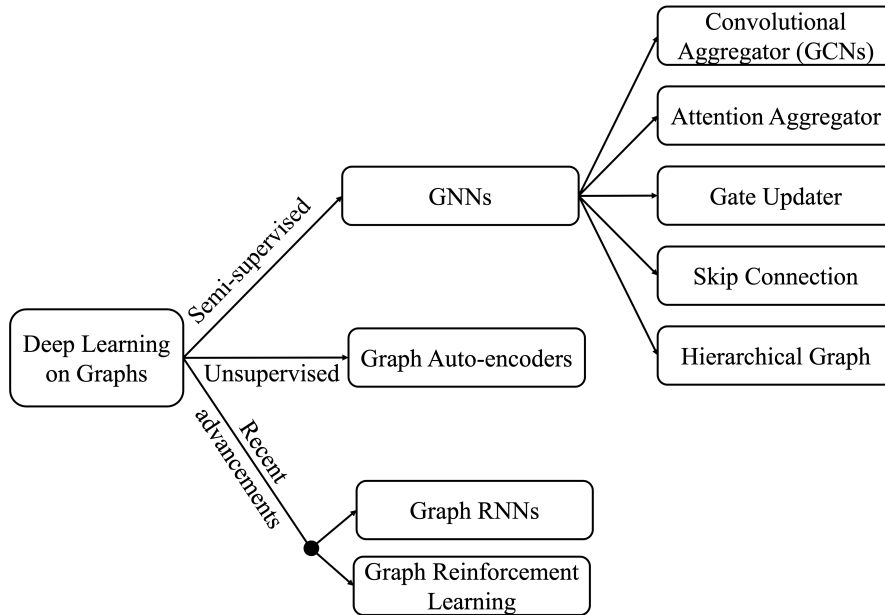 Convolutional
Aggregator (GCNs)
Attention Aggregator
GNNs
Gate Updater
Semi-supervised
Skip Connection
Deep Learning
on Graphs
Unsupervised
Graph Auto-encoders
Hierarchical Graph
Recent
advancements
Graph RNNs
Graph Reinforcement
Learning